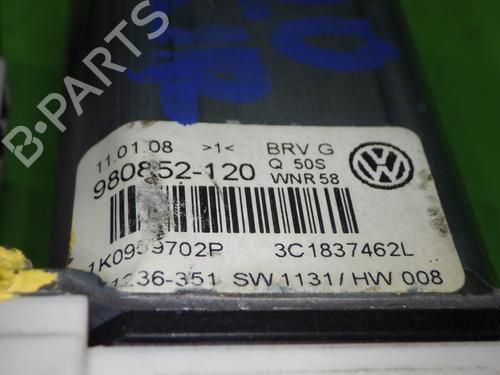 11.01.08 >1< BRV G
Q 50S
980852-120 WNR 58
1K0959702P 3C1837462L
1236-351 SW 1131/ HW 008
B-PARTS